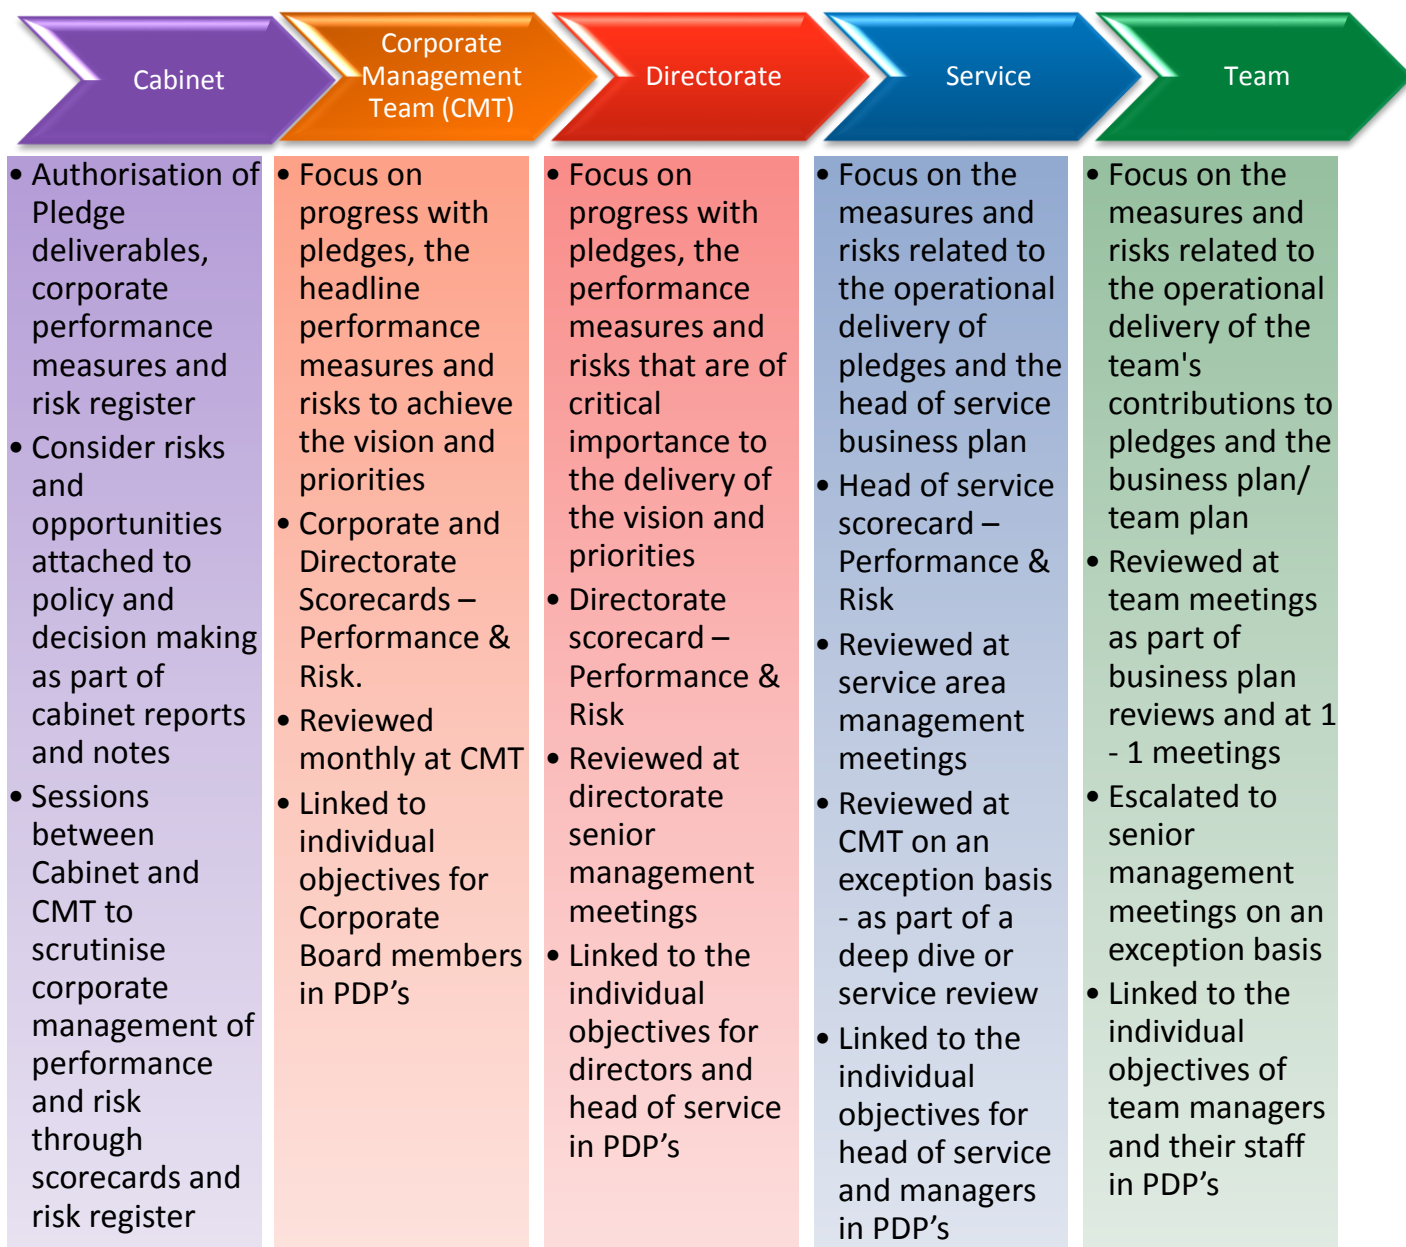 Cabinet
Corporate
Management
Team (CMT)
Directorate
Service
Team
• Authorisation of
Pledge
deliverables,
corporate
performance
measures and
risk register
• Consider risks
and
opportunities
attached to
policy and
decision making
as part of
cabinet reports
and notes
• Sessions
between
Cabinet and
CMT to
scrutinise
corporate
management of
performance
and risk
through
scorecards and
risk register
• Focus on
progress with
pledges, the
headline
performance
measures and
risks to achieve
the vision and
priorities
• Corporate and
Directorate
Scorecards –
Performance &
Risk.
• Reviewed
monthly at CMT
• Linked to
individual
objectives for
Corporate
Board members
in PDP’s
• Focus on
progress with
pledges, the
performance
measures and
risks that are of
critical
importance to
the delivery of
the vision and
priorities
• Directorate
scorecard –
Performance &
Risk
• Reviewed at
directorate
senior
management
meetings
• Linked to the
individual
objectives for
directors and
head of service
in PDP’s
• Focus on the
measures and
risks related to
the operational
delivery of
pledges and the
head of service
business plan
• Head of service
scorecard –
Performance &
Risk
• Reviewed at
service area
management
meetings
• Reviewed at
CMT on an
exception basis
- as part of a
deep dive or
service review
• Linked to the
individual
objectives for
head of service
and managers
in PDP’s
• Focus on the
measures and
risks related to
the operational
delivery of the
team's
contributions to
pledges and the
business plan/
team plan
• Reviewed at
team meetings
as part of
business plan
reviews and at 1
- 1 meetings
• Escalated to
senior
management
meetings on an
exception basis
• Linked to the
individual
objectives of
team managers
and their staff
in PDP’s